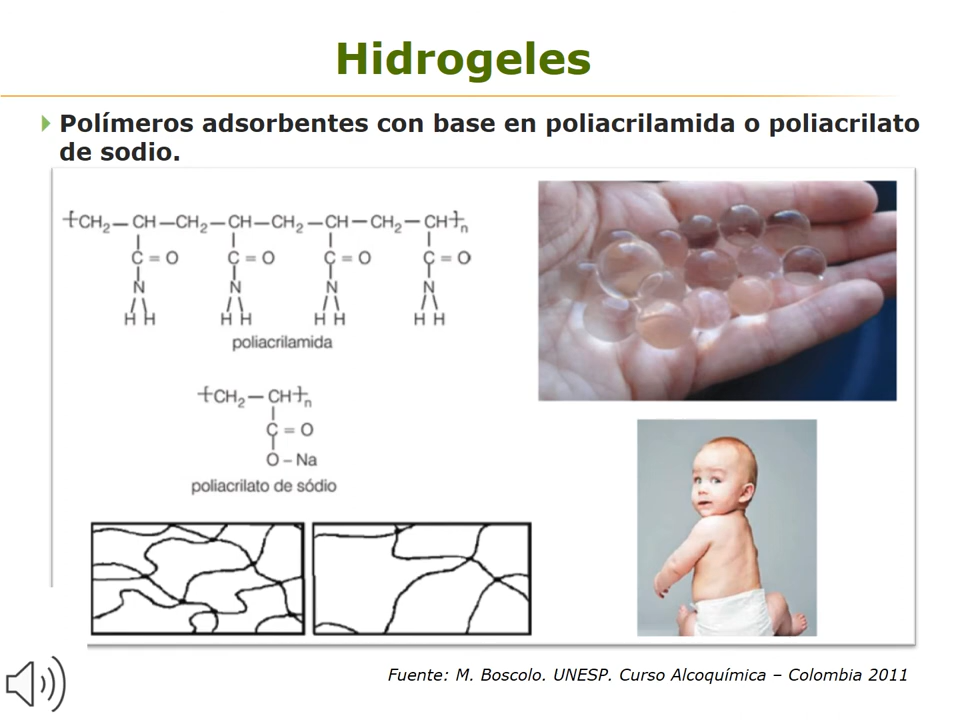 Hidrogeles
Polímeros adsorbentes con base en poliacrilamida o poliacrilato
de sodio.
CH₂ — CH — CH₂ — CH — CH₂ — CH — CH₂ — CH n
C = O C = O C = O C = O
N N N N
H H H H H H H H
poliacrilamida
CH₂ — CH n
C = O
O – Na
poliacrilato de sódio
Fuente: M. Boscolo. UNESP. Curso Alcoquímica – Colombia 2011